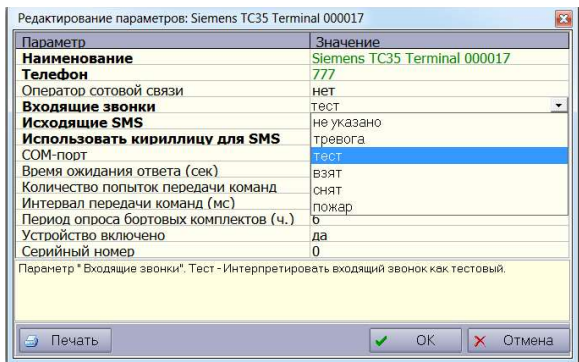 Редактирование параметров: Siemens TC35 Terminal 000017
Параметр Значение
Наименование Siemens TC35 Terminal 000017
Телефон 777
Оператор сотовой связи нет
Входящие звонки тест
Исходящие SMS не указано
Использовать кириллицу для SMS тревога
COM-порт тест
Время ожидания ответа (сек) взят
Количество попыток передачи команд снят
Интервал передачи команд (мс) пожар
Период опроса бортовых комплектов (ч.) 6
Устройство включено да
Серийный номер 0
Параметр " Входящие звонки". Тест - Интерпретировать входящий звонок как тестовый.
Печать OK Отмена